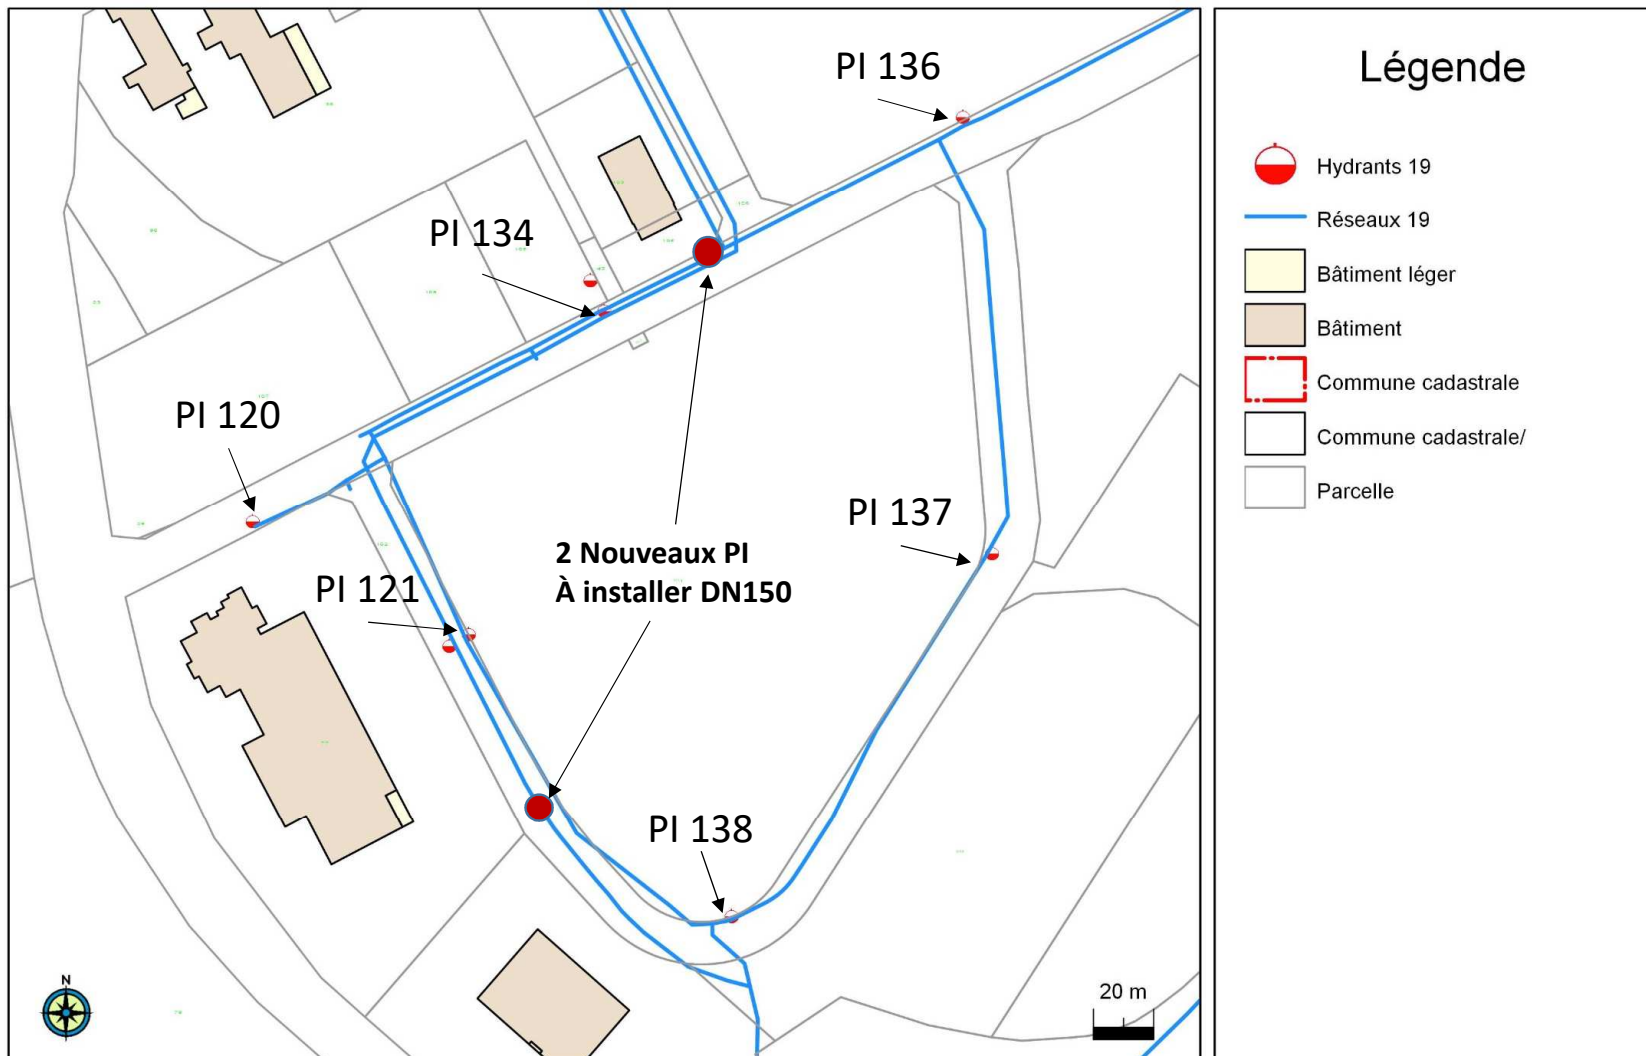 PI 136
PI 134
PI 120
PI 137
2 Nouveaux PI
À installer DN150
PI 121
PI 138
N
20 m
Légende
Hydrants 19
Réseaux 19
Bâtiment léger
Bâtiment
Commune cadastrale
Commune cadastrale/
Parcelle